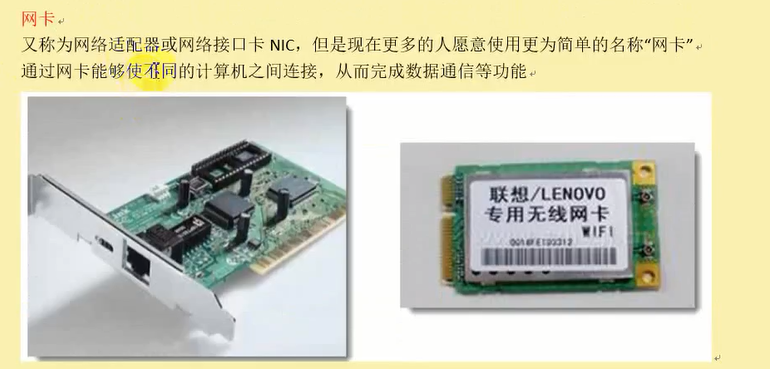 网卡
又称为网络适配器或网络接口卡 NIC，但是现在更多的人愿意使用更为简单的名称“网卡”
通过网卡能够使不同的计算机之间连接，从而完成数据通信等功能
联想/LENOVO
专用无线网卡
WIFI